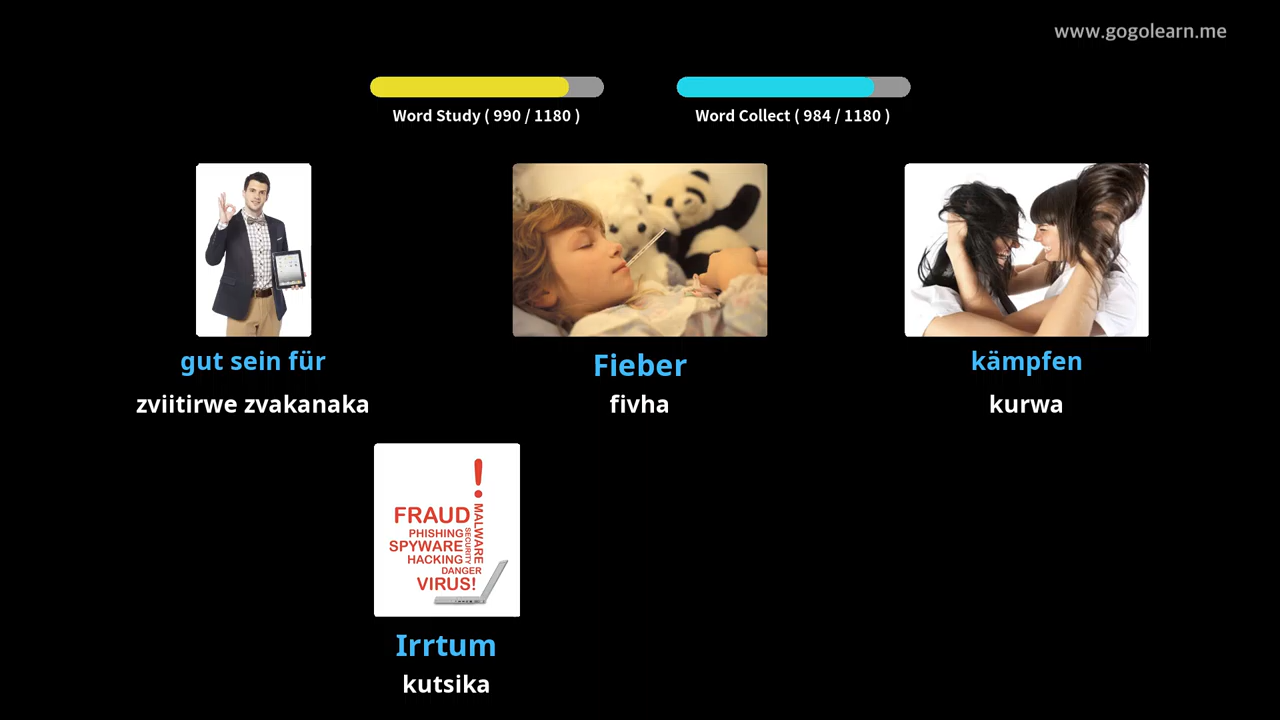 www.gogolearn.me
Word Study ( 990 / 1180 )
Word Collect ( 984 / 1180 )
gut sein für
zviitirwe zvakanaka
Fieber
fivha
kämpfen
kurwa
!
FRAUD
MALWARE
PHISHING
SECURITY
SPYWARE
HACKING
DANGER
VIRUS!
Irrtum
kutsika